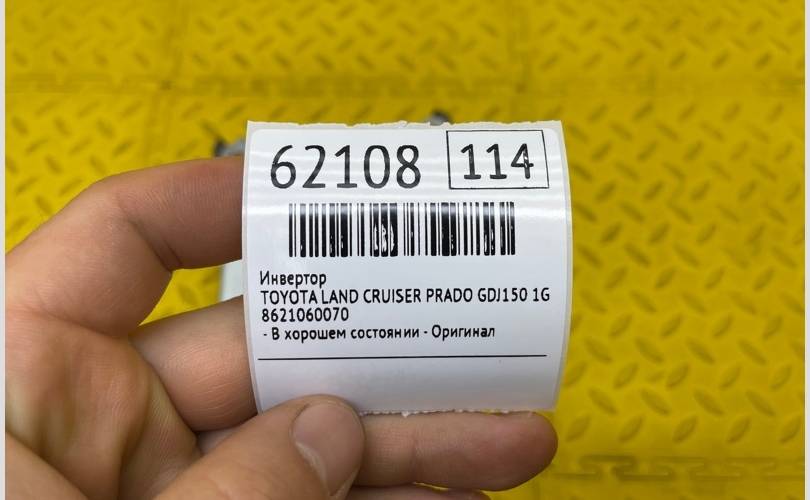 62108 114
Инвертор
TOYOTA LAND CRUISER PRADO GDJ150 1G
8621060070
- В хорошем состоянии - Оригинал